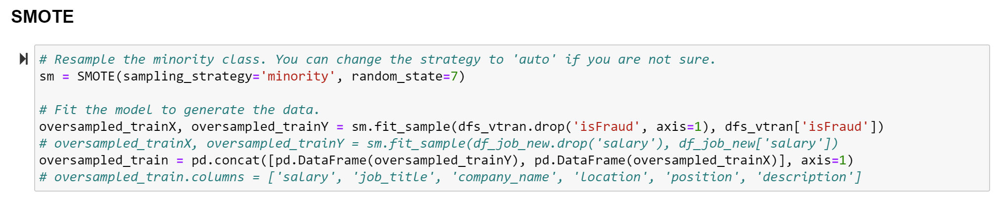 SMOTE
# Resample the minority class. You can change the strategy to 'auto' if you are not sure.
sm = SMOTE(sampling_strategy='minority', random_state=7)
# Fit the model to generate the data.
oversampled_trainX, oversampled_trainY = sm.fit_sample(dfs_vtran.drop('isFraud', axis=1), dfs_vtran['isFraud'])
# oversampled_trainX, oversampled_trainY = sm.fit_sample(df_job_new.drop('salary'), df_job_new['salary'])
oversampled_train = pd.concat([pd.DataFrame(oversampled_trainY), pd.DataFrame(oversampled_trainX)], axis=1)
# oversampled_train.columns = ['salary', 'job_title', 'company_name', 'location', 'position', 'description']